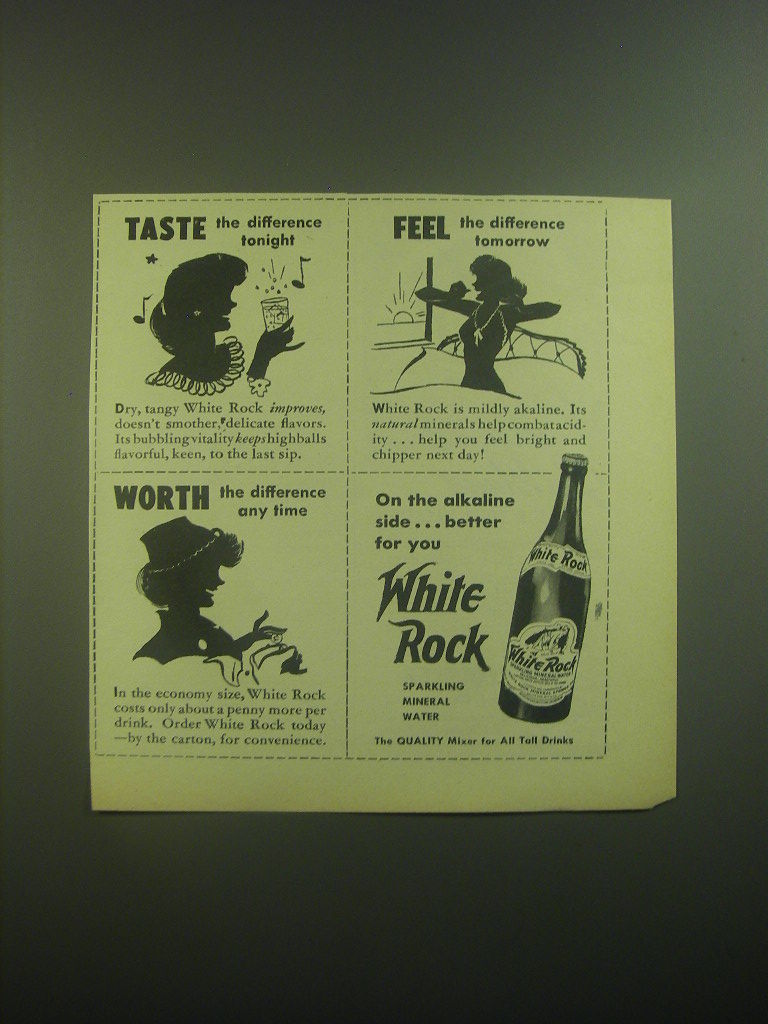 TASTE the difference
tonight
Dry, tangy White Rock improves,
doesn't smother, delicate flavors.
Its bubbling vitality keeps highballs
flavorful, keen, to the last sip.
FEEL the difference
tomorrow
White Rock is mildly akaline. Its
natural minerals help combat acid-
ity . . . help you feel bright and
chipper next day!
WORTH the difference
any time
In the economy size, White Rock
costs only about a penny more per
drink. Order White Rock today
—by the carton, for convenience.
On the alkaline
side . . . better
for you
White
Rock
SPARKLING
MINERAL
WATER
The QUALITY Mixer for All Tall Drinks
White Rock
White Rock
SPARKLING MINERAL WATER